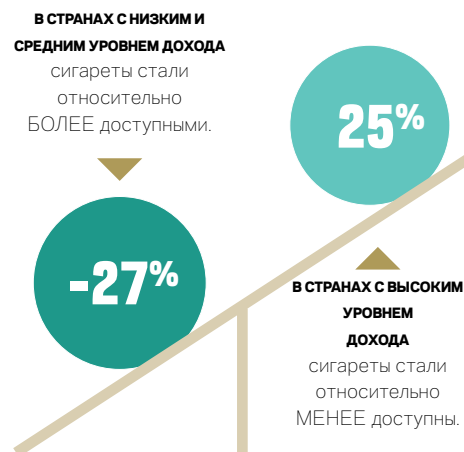 В СТРАНАХ С НИЗКИМ И
СРЕДНИМ УРОВНЕМ ДОХОДА
сигареты стали
относительно
БОЛЕЕ доступными.
25%
-27%
В СТРАНАХ С ВЫСОКИМ
УРОВНЕМ
ДОХОДА
сигареты стали
относительно
МЕНЕЕ доступны.